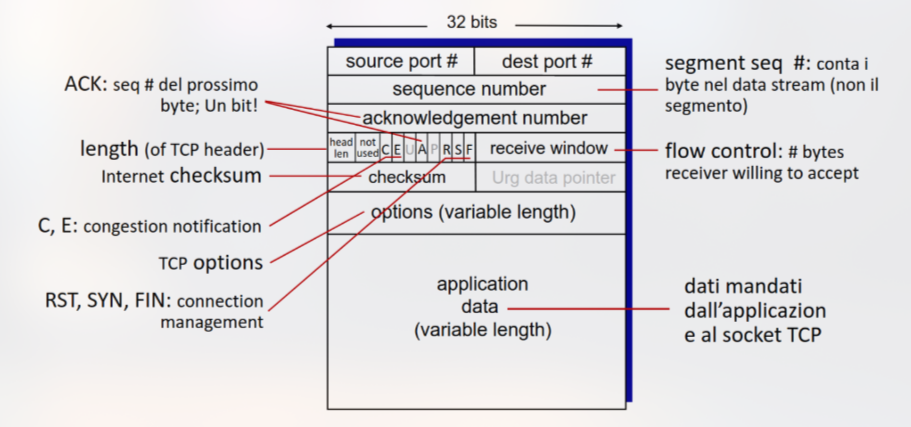 32 bits
source port #
dest port #
sequence number
acknowledgement number
head
len
not
used
C
E
U
A
P
R
S
F
receive window
checksum
Urg data pointer
options (variable length)
application
data
(variable length)
ACK: seq # del prossimo
byte; Un bit!
length (of TCP header)
Internet checksum
C, E: congestion notification
TCP options
RST, SYN, FIN: connection
management
segment seq #: conta i
byte nel data stream (non il
segmento)
flow control: # bytes
receiver willing to accept
dati mandati
dall'applicazion
e al socket TCP